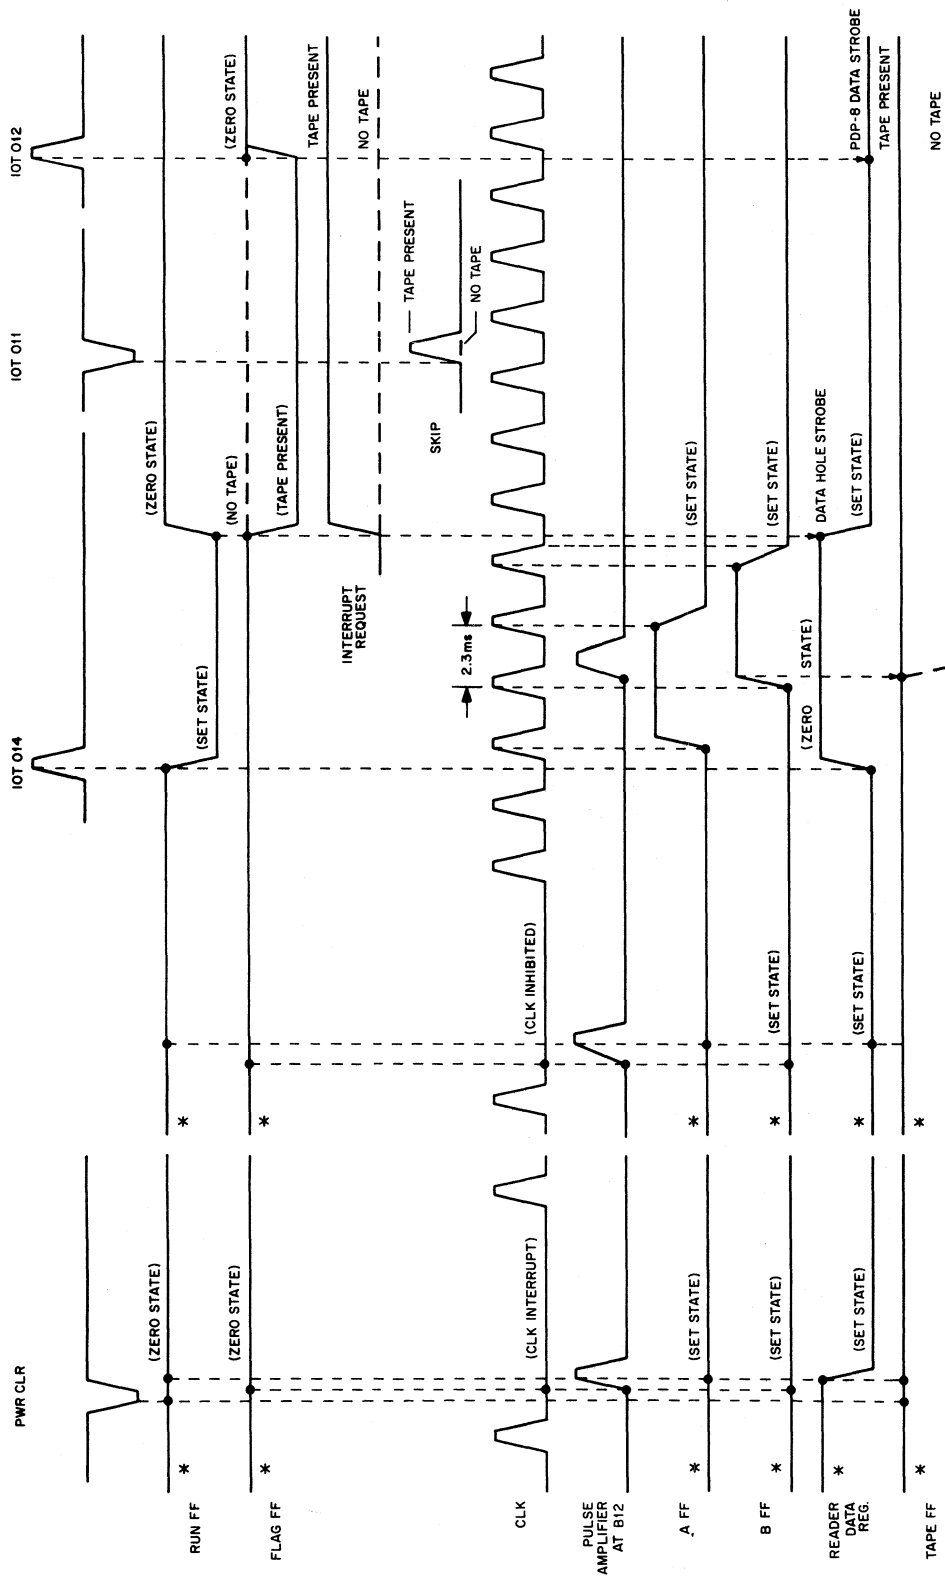 PWR CLR
IOT 014
IOT 011
IOT 012
RUN FF
*
(ZERO STATE)
*
(SET STATE)
(ZERO STATE)
FLAG FF
*
(ZERO STATE)
*
(NO TAPE)
(TAPE PRESENT)
(ZERO STATE)
INTERRUPT
REQUEST
TAPE PRESENT
NO TAPE
SKIP
TAPE PRESENT
NO TAPE
CLK
(CLK INTERRUPT)
(CLK INHIBITED)
2.3ms
PULSE
AMPLIFIER
AT B12
A FF
*
(SET STATE)
*
(SET STATE)
B FF
*
(SET STATE)
*
(SET STATE)
(SET STATE)
READER
DATA
REG.
*
(SET STATE)
*
(SET STATE)
(ZERO STATE)
DATA HOLE STROBE
(SET STATE)
PDP-8 DATA STROBE
TAPE FF
*
*
TAPE PRESENT
NO TAPE